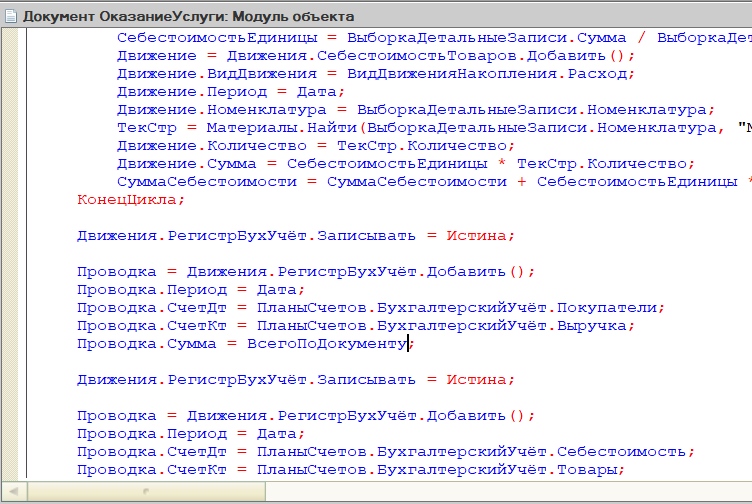 Документ ОказаниеУслуги: Модуль объекта
СебестоимостьЕдиницы = ВыборкаДетальныеЗаписи.Сумма /
Движение = Движения.СебестоимостьТоваров.Добавить();
Движение.ВидДвижения = ВидДвиженияНакопления.Расход;
Движение.Период = Дата;
Движение.Номенклатура = ВыборкаДетальныеЗаписи.Номенклатура;
ТекСтр = Материалы.Найти(ВыборкаДетальныеЗаписи.Номенклатура,
Движение.Количество = ТекСтр.Количество;
Движение.Сумма = СебестоимостьЕдиницы * ТекСтр.Количество;
СуммаСебестоимости = СуммаСебестоимости + СебестоимостьЕдиницы *
КонецЦикла;
Движения.РегистрБухУчёт.Записывать = Истина;
Проводка = Движения.РегистрБухУчёт.Добавить();
Проводка.Период = Дата;
Проводка.СчетДт = ПланыСчетов.БухгалтерскийУчёт.Покупатели;
Проводка.СчетКт = ПланыСчетов.БухгалтерскийУчёт.Выручка;
Проводка.Сумма = ВсегоПоДокументу;
Движения.РегистрБухУчёт.Записывать = Истина;
Проводка = Движения.РегистрБухУчёт.Добавить();
Проводка.Период = Дата;
Проводка.СчетДт = ПланыСчетов.БухгалтерскийУчёт.Себестоимость;
Проводка.СчетКт = ПланыСчетов.БухгалтерскийУчёт.Товары;